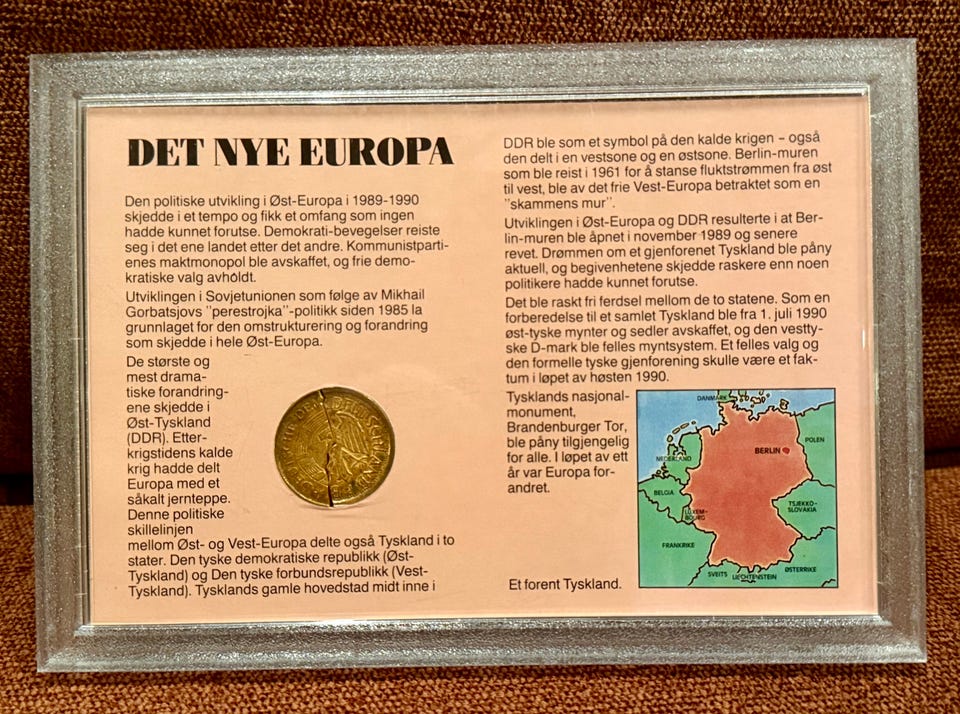 DET NYE EUROPA
Den politiske utvikling i Øst-Europa i 1989-1990
skjedde i et tempo og fikk et omfang som ingen
hadde kunnet forutse. Demokrati-bevegelser reiste
seg i det ene landet etter det andre. Kommunistparti-
enes maktmonopol ble avskaffet, og frie demo-
kratiske valg avholdt.
Utviklingen i Sovjetunionen som følge av Mikhail
Gorbatsjovs "perestrojka"-politikk siden 1985 la
grunnlaget for den omstrukturering og forandring
som skjedde i hele Øst-Europa.
De største og
mest drama-
tiske forandring-
ene skjedde i
Øst-Tyskland
(DDR). Etter-
krigstidens kalde
krig hadde delt
Europa med et
såkalt jernteppe.
Denne politiske
skillelinjen
mellom Øst- og Vest-Europa delte også Tyskland i to
stater. Den tyske demokratiske republikk (Øst-
Tyskland) og Den tyske forbundsrepublikk (Vest-
Tyskland). Tysklands gamle hovedstad midt inne i
DDR ble som et symbol på den kalde krigen – også
den delt i en vestsone og en østsone. Berlin-muren
som ble reist i 1961 for å stanse fluktstrømmen fra øst
til vest, ble av det frie Vest-Europa betraktet som en
"skammens mur".
Utviklingen i Øst-Europa og DDR resulterte i at Ber-
lin-muren ble åpnet i november 1989 og senere
revet. Drømmen om et gjenforenet Tyskland ble påny
aktuell, og begivenhetene skjedde raskere enn noen
politikere hadde kunnet forutse.
Det ble raskt fri ferdsel mellom de to statene. Som en
forberedelse til et samlet Tyskland ble fra 1. juli 1990
øst-tyske mynter og sedler avskaffet, og den vestty-
ske D-mark ble felles myntsystem. Et felles valg og
den formelle tyske gjenforening skulle være et fak-
tum i løpet av høsten 1990.
Tysklands nasjonal-
monument,
Brandenburger Tor,
ble påny tilgjengelig
for alle. I løpet av ett
år var Europa for-
andret.
Et forent Tyskland.
DANMARK
POLEN
BERLIN
NEDERLAND
BELGIA
TSJEKKO-
SLOVAKIA
LUXEM-
BOURG
FRANKRIKE
SVEITS
LIECHTENSTEIN
ØSTERRIKE